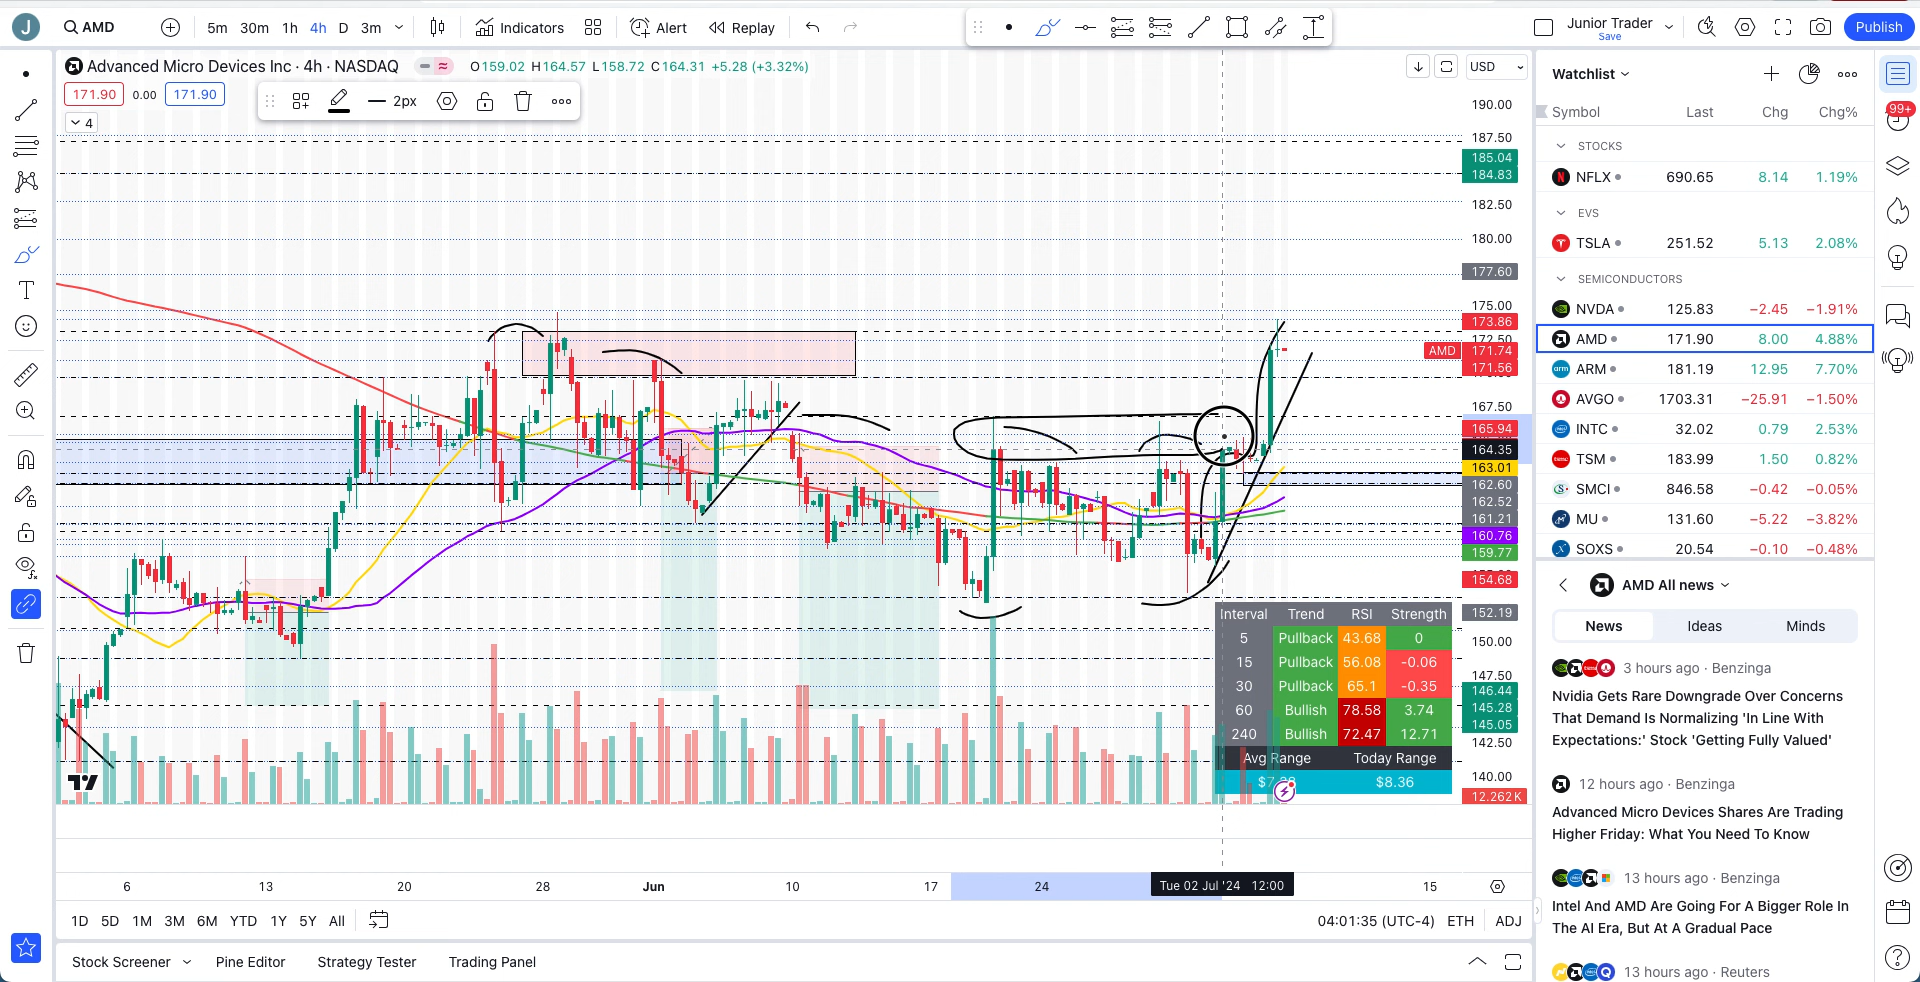 J
AMD
5m 30m 1h 4h D 3m
Indicators
Alert
Replay
Junior Trader
Save
Publish
Advanced Micro Devices Inc · 4h · NASDAQ
O159.02 H164.57 L158.72 C164.31 +5.28 (+3.32%)
171.90 0.00 171.90
2px
4
USD
190.00
187.50
185.04
184.83
182.50
180.00
177.60
175.00
173.86
172.50
AMD 171.74
171.56
167.50
165.94
164.35
163.01
162.60
162.52
161.21
160.76
159.77
154.68
152.19
150.00
147.50
146.44
145.28
145.05
142.50
140.00
12.262 K
Interval Trend RSI Strength
5 Pullback 43.68 0
15 Pullback 56.08 -0.06
30 Pullback 65.1 -0.35
60 Bullish 78.58 3.74
240 Bullish 72.47 12.71
Avg Range Today Range
$8.36
6 13 20 28 Jun 10 17 24 Tue 02 Jul '24 12:00 15
1D 5D 1M 3M 6M YTD 1Y 5Y All
04:01:35 (UTC-4) ETH ADJ
Stock Screener Pine Editor Strategy Tester Trading Panel
Watchlist
Symbol Last Chg Chg%
STOCKS
NFLX 690.65 8.14 1.19%
EVS
TSLA 251.52 5.13 2.08%
SEMICONDUCTORS
NVDA 125.83 −2.45 −1.91%
AMD 171.90 8.00 4.88%
ARM 181.19 12.95 7.70%
AVGO 1703.31 −25.91 −1.50%
INTC 32.02 0.79 2.53%
TSM 183.99 1.50 0.82%
SMCI 846.58 −0.42 −0.05%
MU 131.60 −5.22 −3.82%
SOXS 20.54 −0.10 −0.48%
99+
AMD All news
News Ideas Minds
3 hours ago · Benzinga
Nvidia Gets Rare Downgrade Over Concerns
That Demand Is Normalizing 'In Line With
Expectations:' Stock 'Getting Fully Valued'
12 hours ago · Benzinga
Advanced Micro Devices Shares Are Trading
Higher Friday: What You Need To Know
13 hours ago · Benzinga
Intel And AMD Are Going For A Bigger Role In
The AI Era, But At A Gradual Pace
13 hours ago · Reuters